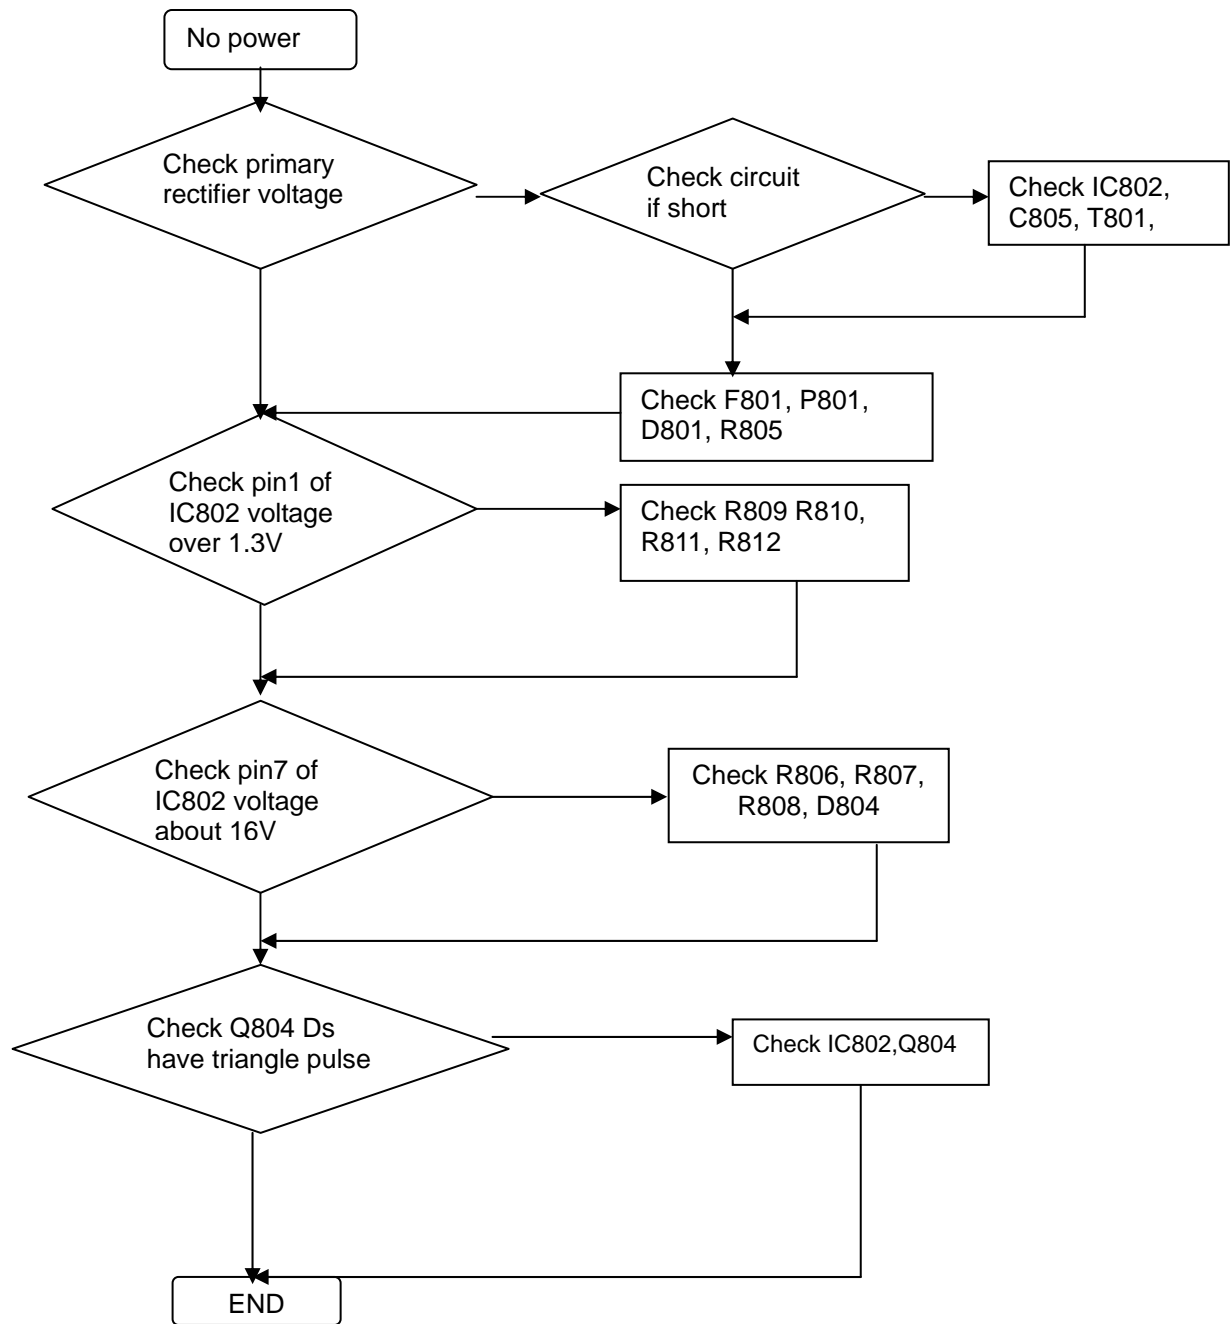 No power
Check primary
rectifier voltage
Check circuit
if short
Check IC802,
C805, T801,
Check F801, P801,
D801, R805
Check pin1 of
IC802 voltage
over 1.3V
Check R809 R810,
R811, R812
Check pin7 of
IC802 voltage
about 16V
Check R806, R807,
R808, D804
Check Q804 Ds
have triangle pulse
Check IC802,Q804
END